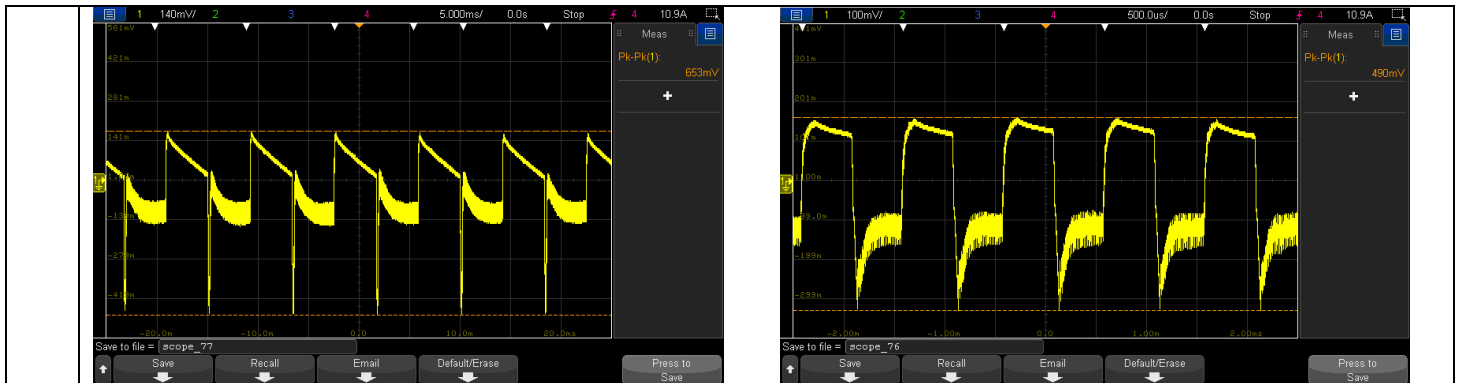 1 140mV/ 2 3 4 5.000ms/ 0.0s Stop 4 10.9A
561mV
Meas
421m
Pk-Pk(1):
653mV
281m
141m
-139m
-279m
-419m
-20.0m -10.0m 0.0 10.0m 20.0ms
Save to file = scope_77
Save Recall Email Default/Erase Press to Save
1 100mV/ 2 3 4 500.0us/ 0.0s Stop 4 10.9A
Meas
301m
Pk-Pk(1):
490mV
201m
101m
-99.0m
-199m
-299m
-2.00m -1.00m 0.0 1.00m 2.00ms
Save to file = scope_76
Save Recall Email Default/Erase Press to Save